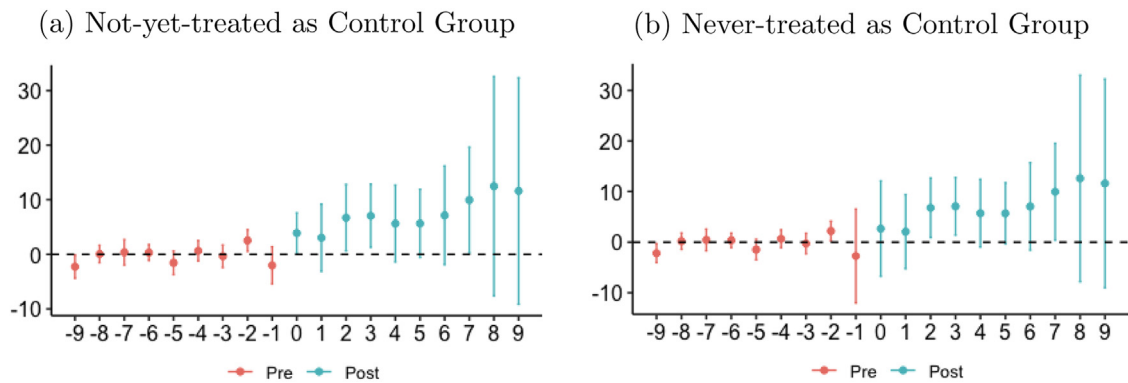 (a) Not-yet-treated as Control Group
30
20
10
0
-10
-9 -8 -7 -6 -5 -4 -3 -2 -1 0 1 2 3 4 5 6 7 8 9
Pre Post
(b) Never-treated as Control Group
30
20
10
0
-10
-9 -8 -7 -6 -5 -4 -3 -2 -1 0 1 2 3 4 5 6 7 8 9
Pre Post